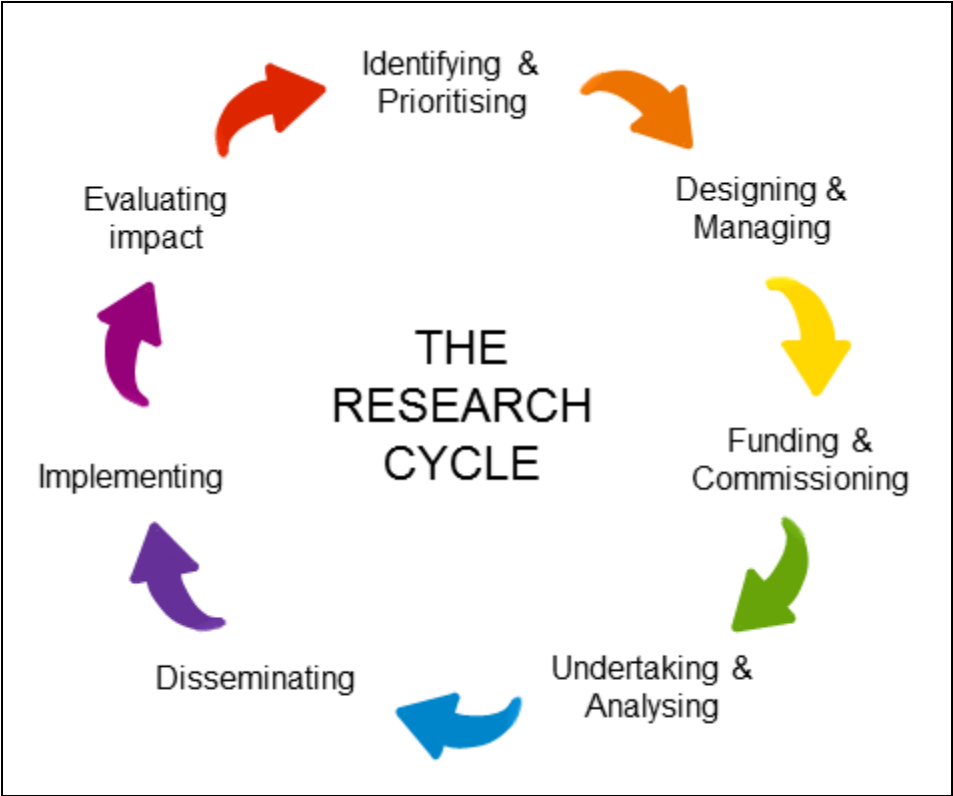 Identifying &
Prioritising
Designing &
Managing
Funding &
Commissioning
Undertaking &
Analysing
Disseminating
Implementing
Evaluating
impact
THE
RESEARCH
CYCLE